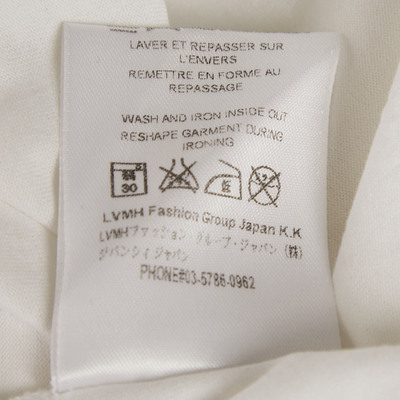 LAVER ET REPASSER SUR
L'ENVERS
REMETTRE EN FORME AU
REPASSAGE
WASH AND IRON INSIDE OUT
RESHAPE GARMENT DURING
IRONING
弱
30
LVMH Fashion Group Japan K.K
LVMHファッション・グループ・ジャパン(株)
ジバンシィ ジャパン
PHONE#03-5786-0962